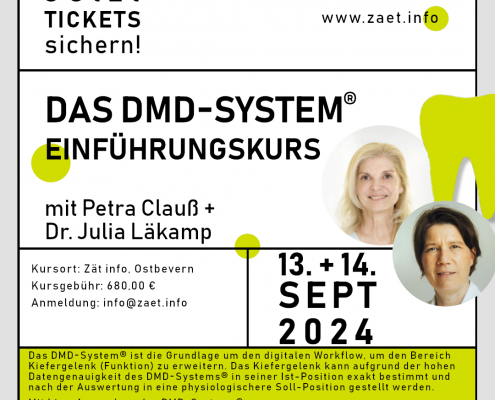 TICKETS
sichern!
www.zaet.info
DAS DMD-SYSTEM®
EINFÜHRUNGSKURS
mit Petra Clauß +
Dr. Julia Läkamp
Kursort: Zät info, Ostbevern
Kursgebühr: 680,00 €
Anmeldung: info@zaet.info
13. + 14.
SEPT
2024
Das DMD-System® ist die Grundlage um den digitalen Workflow, um den Bereich
Kiefergelenk (Funktion) zu erweitern. Das Kiefergelenk kann aufgrund der hohen
Datengenauigkeit des DMD-Systems® in seiner Ist-Position exakt bestimmt und
nach der Auswertung in eine physiologischere Soll-Position gestellt werden.